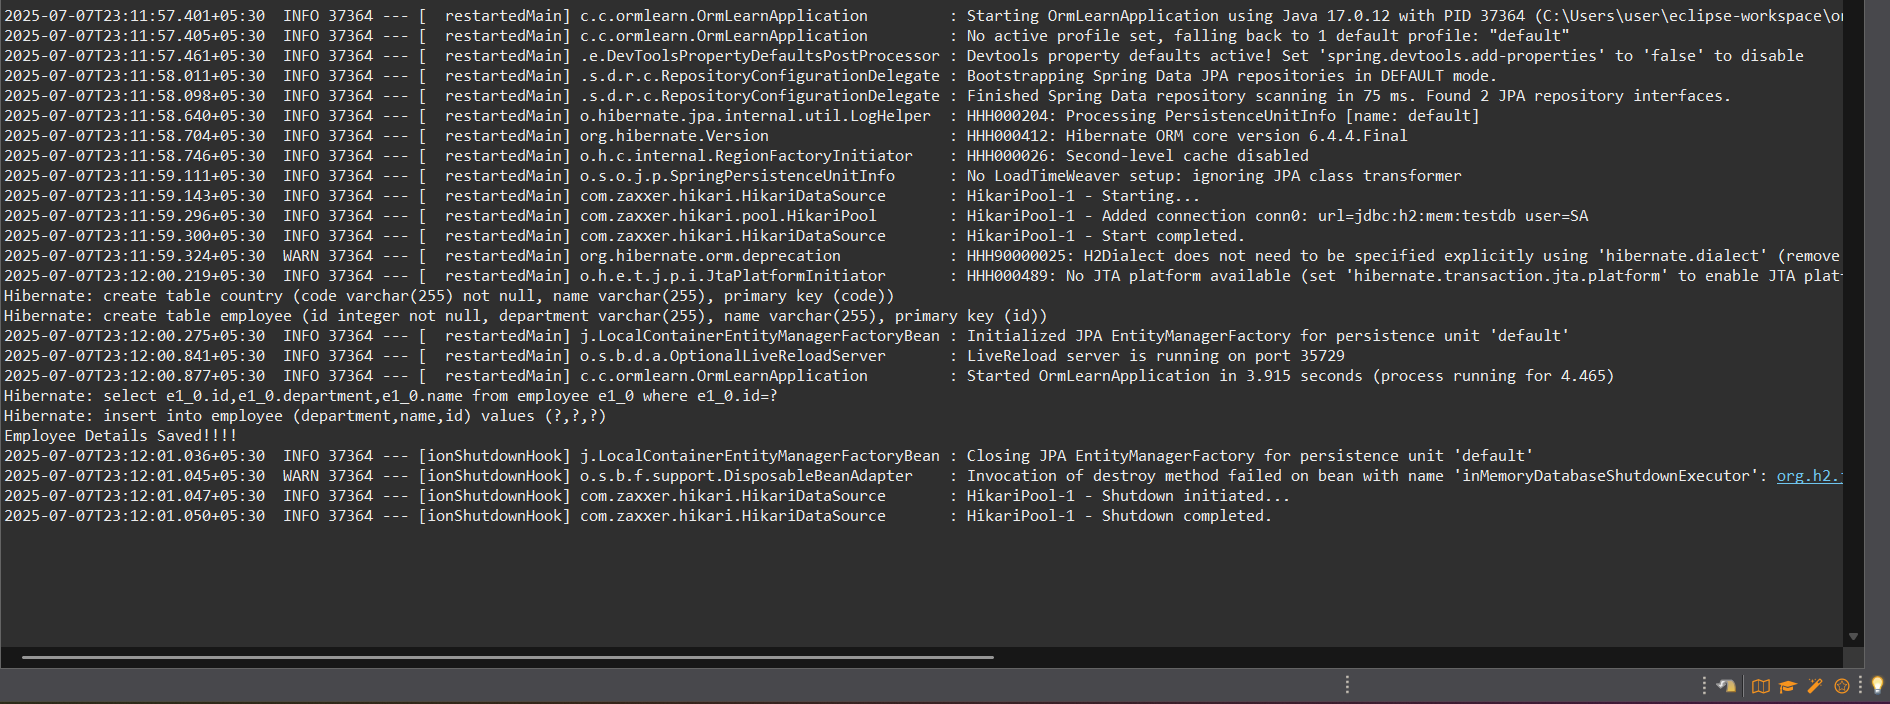 2025-07-07T23:11:57.401+05:30  INFO 37364 --- [  restartedMain] c.c.ormlearn.OrmLearnApplication         : Starting OrmLearnApplication using Java 17.0.12 with PID 37364 (C:\Users\user\eclipse-workspace\or
2025-07-07T23:11:57.405+05:30  INFO 37364 --- [  restartedMain] c.c.ormlearn.OrmLearnApplication         : No active profile set, falling back to 1 default profile: "default"
2025-07-07T23:11:57.461+05:30  INFO 37364 --- [  restartedMain] .e.DevToolsPropertyDefaultsPostProcessor : Devtools property defaults active! Set 'spring.devtools.add-properties' to 'false' to disable
2025-07-07T23:11:58.011+05:30  INFO 37364 --- [  restartedMain] .s.d.r.c.RepositoryConfigurationDelegate : Bootstrapping Spring Data JPA repositories in DEFAULT mode.
2025-07-07T23:11:58.098+05:30  INFO 37364 --- [  restartedMain] .s.d.r.c.RepositoryConfigurationDelegate : Finished Spring Data repository scanning in 75 ms. Found 2 JPA repository interfaces.
2025-07-07T23:11:58.640+05:30  INFO 37364 --- [  restartedMain] o.hibernate.jpa.internal.util.LogHelper  : HHH000204: Processing PersistenceUnitInfo [name: default]
2025-07-07T23:11:58.704+05:30  INFO 37364 --- [  restartedMain] org.hibernate.Version                    : HHH000412: Hibernate ORM core version 6.4.4.Final
2025-07-07T23:11:58.746+05:30  INFO 37364 --- [  restartedMain] o.h.c.internal.RegionFactoryInitiator    : HHH000026: Second-level cache disabled
2025-07-07T23:11:59.111+05:30  INFO 37364 --- [  restartedMain] o.s.o.j.p.SpringPersistenceUnitInfo      : No LoadTimeWeaver setup: ignoring JPA class transformer
2025-07-07T23:11:59.143+05:30  INFO 37364 --- [  restartedMain] com.zaxxer.hikari.HikariDataSource       : HikariPool-1 - Starting...
2025-07-07T23:11:59.296+05:30  INFO 37364 --- [  restartedMain] com.zaxxer.hikari.pool.HikariPool        : HikariPool-1 - Added connection conn0: url=jdbc:h2:mem:testdb user=SA
2025-07-07T23:11:59.300+05:30  INFO 37364 --- [  restartedMain] com.zaxxer.hikari.HikariDataSource       : HikariPool-1 - Start completed.
2025-07-07T23:11:59.324+05:30  WARN 37364 --- [  restartedMain] org.hibernate.orm.deprecation            : HHH90000025: H2Dialect does not need to be specified explicitly using 'hibernate.dialect' (remove
2025-07-07T23:12:00.219+05:30  INFO 37364 --- [  restartedMain] o.h.e.t.j.p.i.JtaPlatformInitiator       : HHH000489: No JTA platform available (set 'hibernate.transaction.jta.platform' to enable JTA plat
Hibernate: create table country (code varchar(255) not null, name varchar(255), primary key (code))
Hibernate: create table employee (id integer not null, department varchar(255), name varchar(255), primary key (id))
2025-07-07T23:12:00.275+05:30  INFO 37364 --- [  restartedMain] j.LocalContainerEntityManagerFactoryBean : Initialized JPA EntityManagerFactory for persistence unit 'default'
2025-07-07T23:12:00.841+05:30  INFO 37364 --- [  restartedMain] o.s.b.d.a.OptionalLiveReloadServer       : LiveReload server is running on port 35729
2025-07-07T23:12:00.877+05:30  INFO 37364 --- [  restartedMain] c.c.ormlearn.OrmLearnApplication         : Started OrmLearnApplication in 3.915 seconds (process running for 4.465)
Hibernate: select e1_0.id,e1_0.department,e1_0.name from employee e1_0 where e1_0.id=?
Hibernate: insert into employee (department,name,id) values (?,?,?)
Employee Details Saved!!!!
2025-07-07T23:12:01.036+05:30  INFO 37364 --- [ionShutdownHook] j.LocalContainerEntityManagerFactoryBean : Closing JPA EntityManagerFactory for persistence unit 'default'
2025-07-07T23:12:01.045+05:30  WARN 37364 --- [ionShutdownHook] o.s.b.f.support.DisposableBeanAdapter    : Invocation of destroy method failed on bean with name 'inMemoryDatabaseShutdownExecutor': org.h2.
2025-07-07T23:12:01.047+05:30  INFO 37364 --- [ionShutdownHook] com.zaxxer.hikari.HikariDataSource       : HikariPool-1 - Shutdown initiated...
2025-07-07T23:12:01.050+05:30  INFO 37364 --- [ionShutdownHook] com.zaxxer.hikari.HikariDataSource       : HikariPool-1 - Shutdown completed.